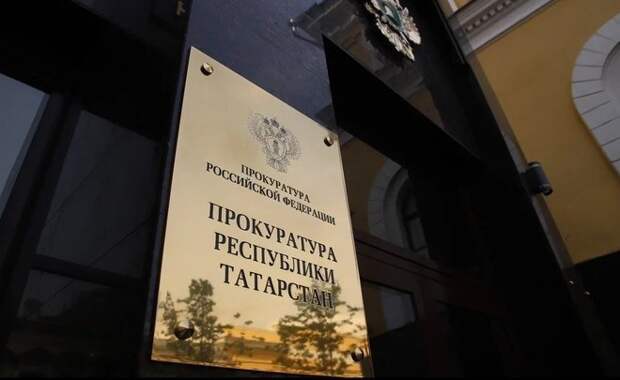 ПРОКУРАТУРА
РОССИЙСКОЙ ФЕДЕРАЦИИ
ПРОКУРАТУРА
РЕСПУБЛИКИ
ТАТАРСТАН